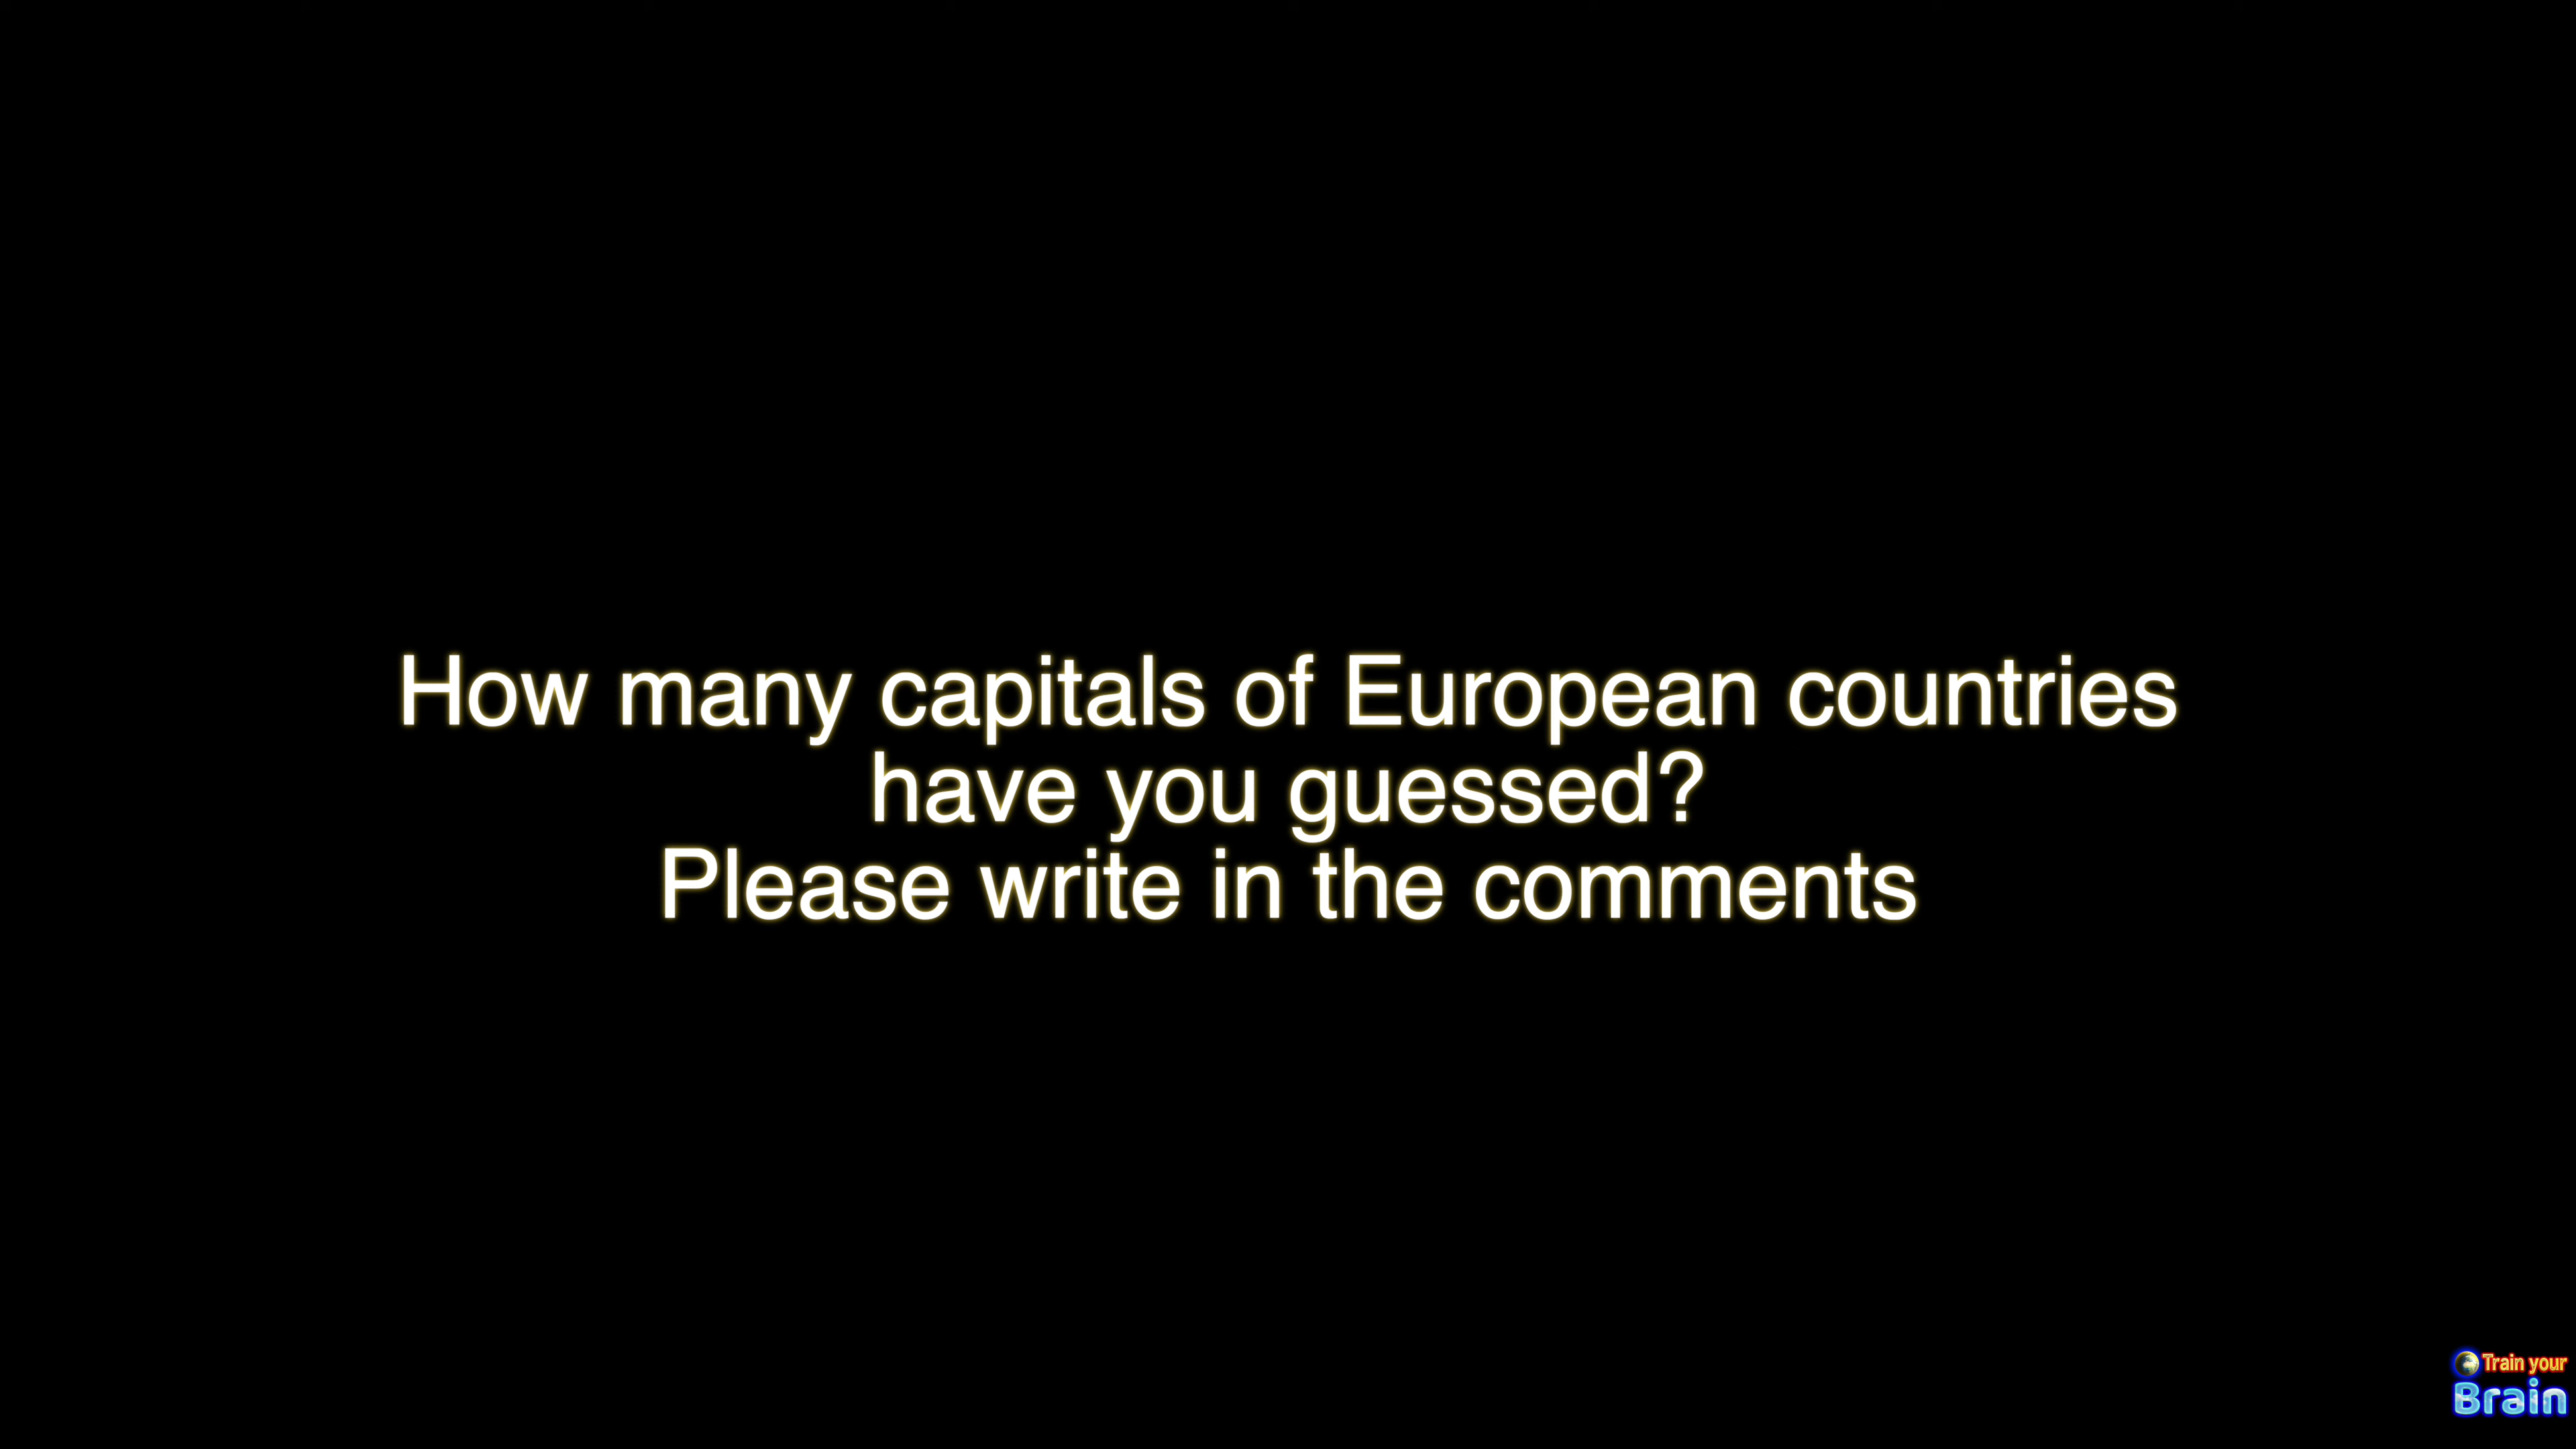 How many capitals of European countries
have you guessed?
Please write in the comments
Train your
Brain